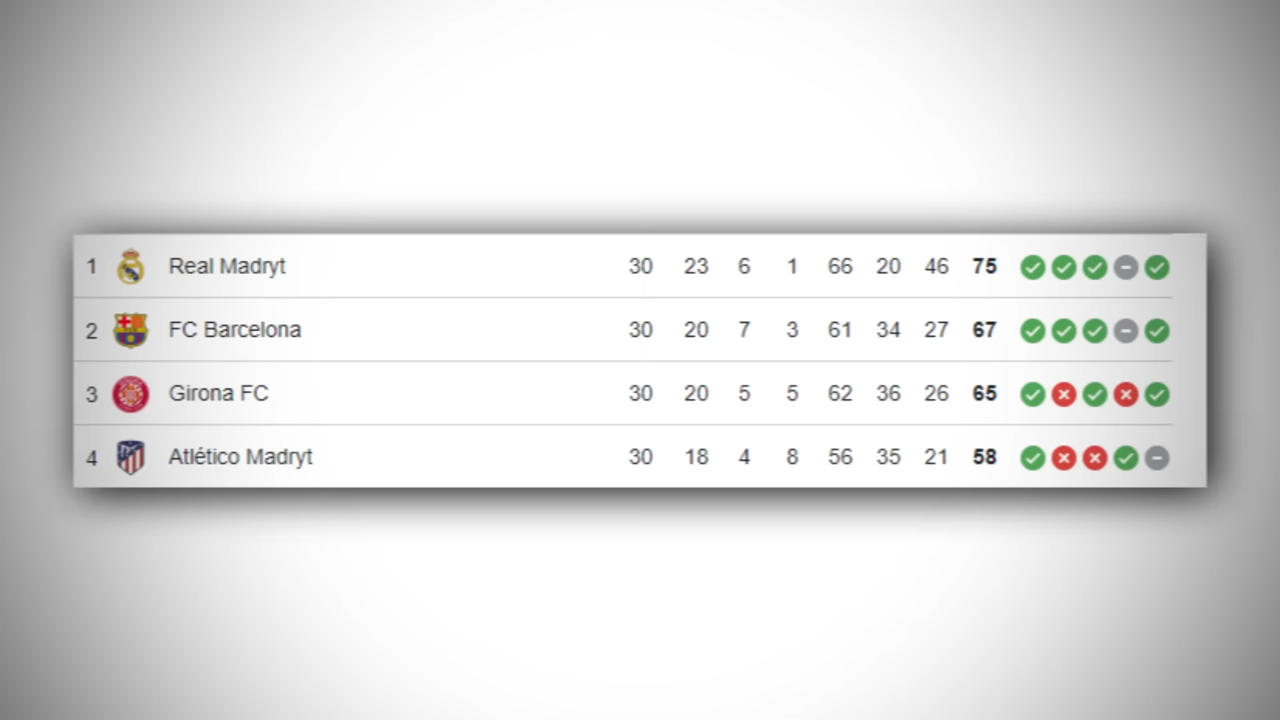 1 Real Madryt 30 23 6 1 66 20 46 75
2 FC Barcelona 30 20 7 3 61 34 27 67
3 Girona FC 30 20 5 5 62 36 26 65
4 Atlético Madryt 30 18 4 8 56 35 21 58